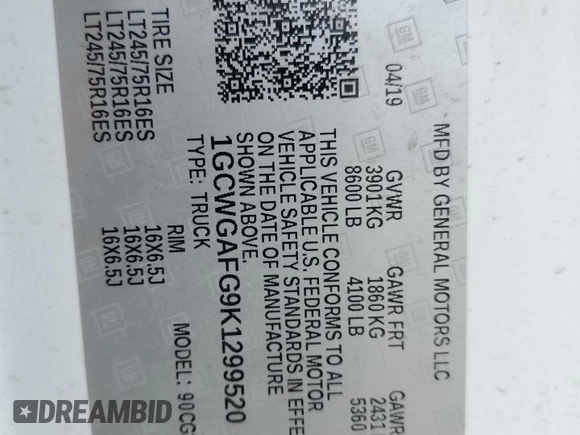 MFD BY GENERAL MOTORS LLC
04/19 GVWR GAWR FRT GAWR
3901 KG 1860 KG 2431
8600 LB 4100 LB 5360
THIS VEHICLE CONFORMS TO ALL
APPLICABLE U.S. FEDERAL MOTOR
VEHICLE SAFETY STANDARDS IN EFFE
ON THE DATE OF MANUFACTURE
SHOWN ABOVE.
1GCWGAFG9K1299520
TYPE: TRUCK MODEL: 90CG
TIRE SIZE RIM
LT245/75R16ES 16X6.5J
LT245/75R16ES 16X6.5J
LT245/75R16ES
GM
DREAMBID